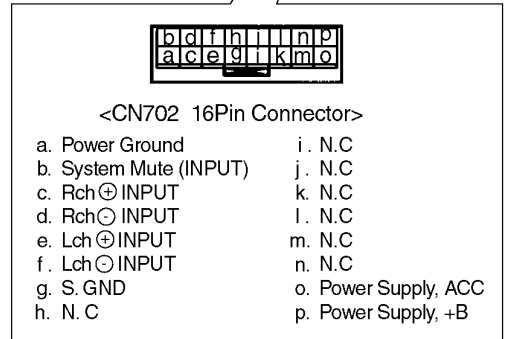 b d f h j l n p
a c e g i k m o
<CN702 16Pin Connector>
a. Power Ground
b. System Mute (INPUT)
c. Rch⊕INPUT
d. Rch⊖INPUT
e. Lch⊕INPUT
f. Lch⊖INPUT
g. S. GND
h. N. C
i. N.C
j. N.C
k. N.C
l. N.C
m. N.C
n. N.C
o. Power Supply, ACC
p. Power Supply, +B